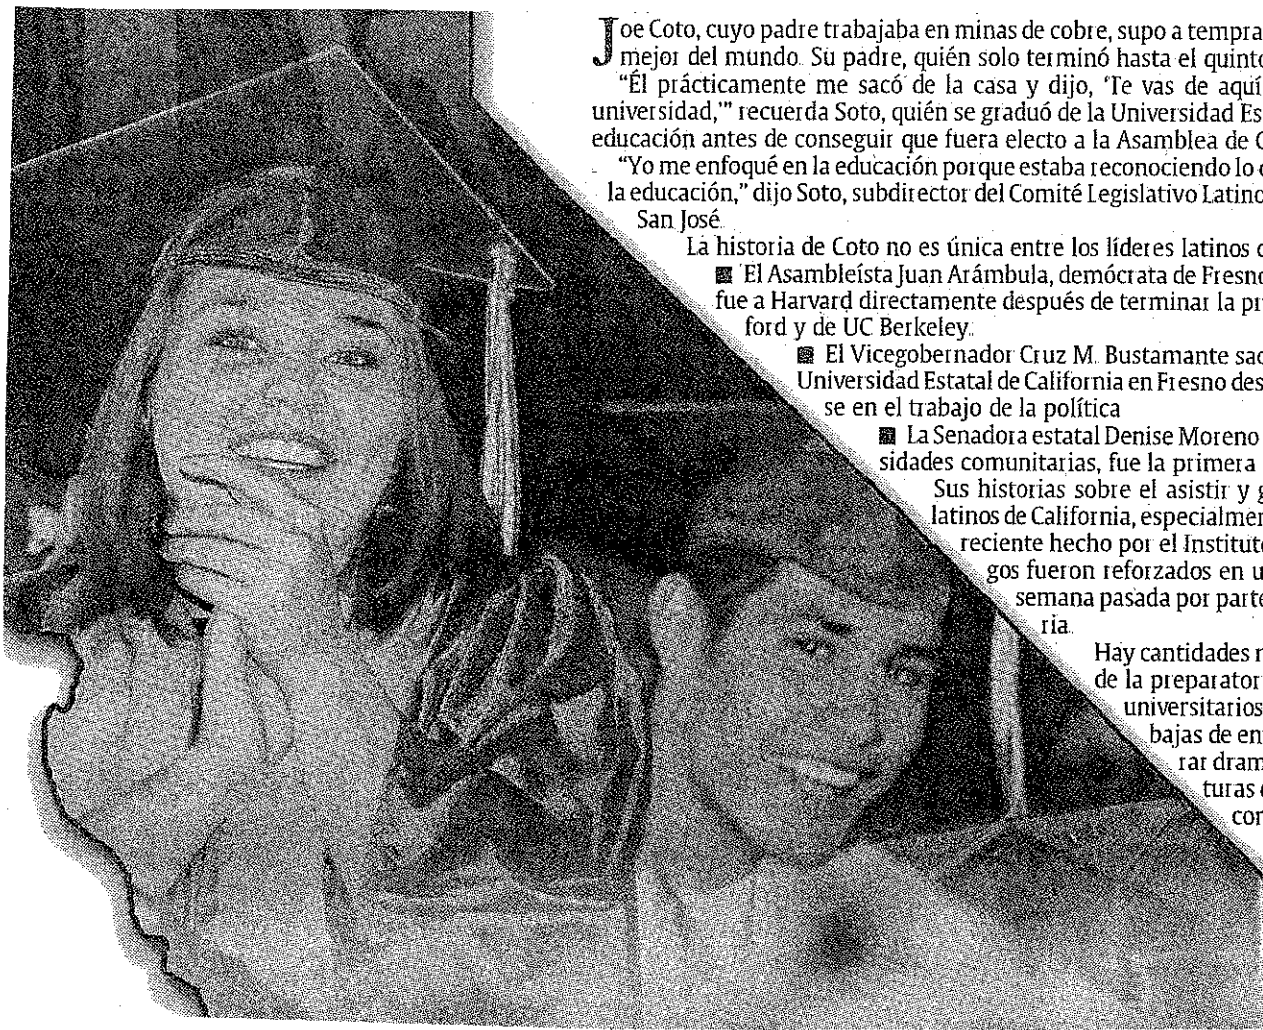 Joe Coto, cuyo padre trabajaba en minas de cobre, supo a tempra
mejor del mundo. Su padre, quién solo terminó hasta el quinto
"Él prácticamente me sacó de la casa y dijo, 'Te vas de aquí
universidad,'" recuerda Soto, quién se graduó de la Universidad Es
educación antes de conseguir que fuera electo a la Asamblea de C
"Yo me enfoqué en la educación porque estaba reconociendo lo
la educación," dijo Soto, subdirector del Comité Legislativo Latino
San José.
La historia de Coto no es única entre los líderes latinos
■ El Asambleísta Juan Arámbula, demócrata de Fresno
fue a Harvard directamente después de terminar la pr
ford y de UC Berkeley.
■ El Vicegobernador Cruz M. Bustamante sac
Universidad Estatal de California en Fresno des
se en el trabajo de la política
■ La Senadora estatal Denise Moreno
sidades comunitarias, fue la primera
Sus historias sobre el asistir y g
latinos de California, especialmen
reciente hecho por el Instituto
gos fueron reforzados en u
semana pasada por parte
ria.
Hay cantidades r
de la preparator
universitarios
bajas de en
rar dram
turas
con